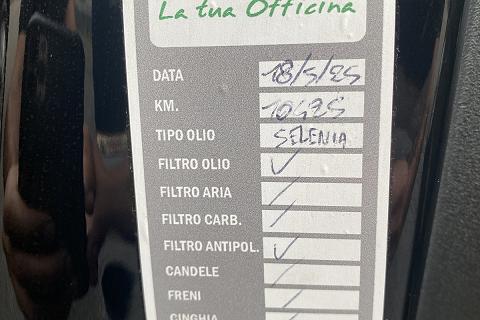 La tua Officina
DATA 18/5/25
KM. 10425
TIPO OLIO SELENIA
FILTRO OLIO ✓
FILTRO ARIA /
FILTRO CARB. /
FILTRO ANTIPOL. ✓
CANDELE /
FRENI /
CINGHIA